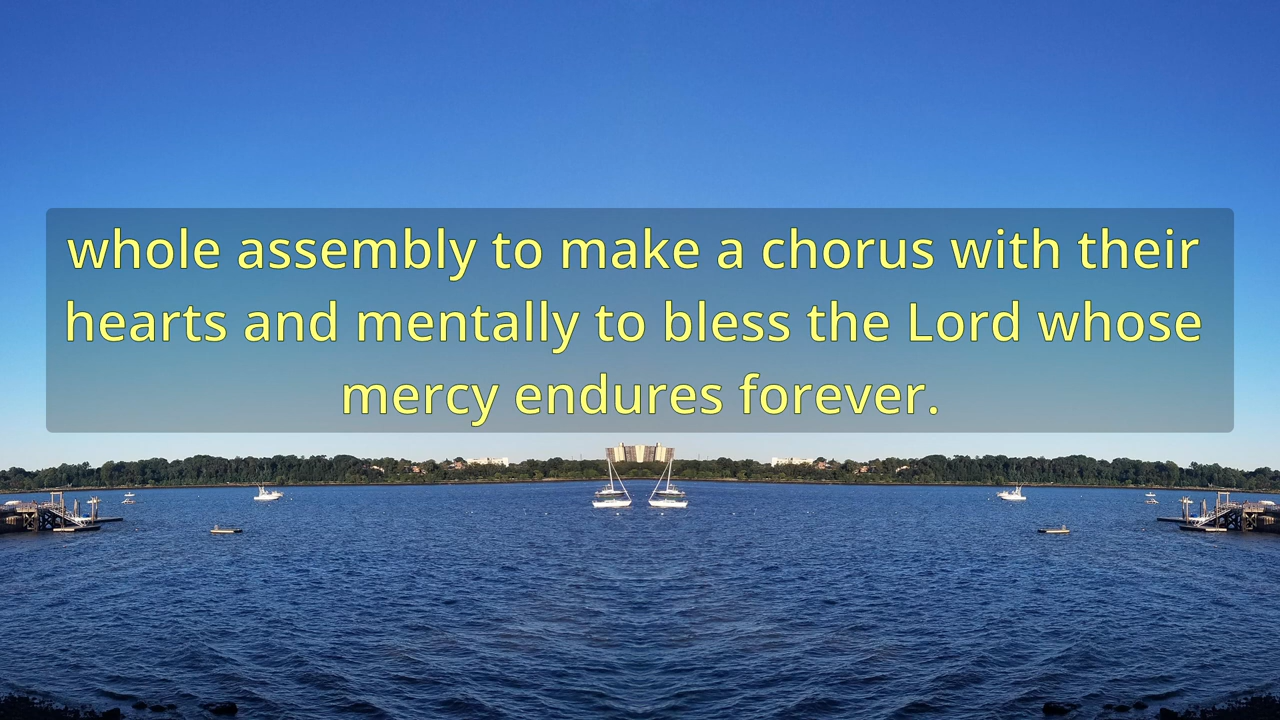 whole assembly to make a chorus with their
hearts and mentally to bless the Lord whose
mercy endures forever.